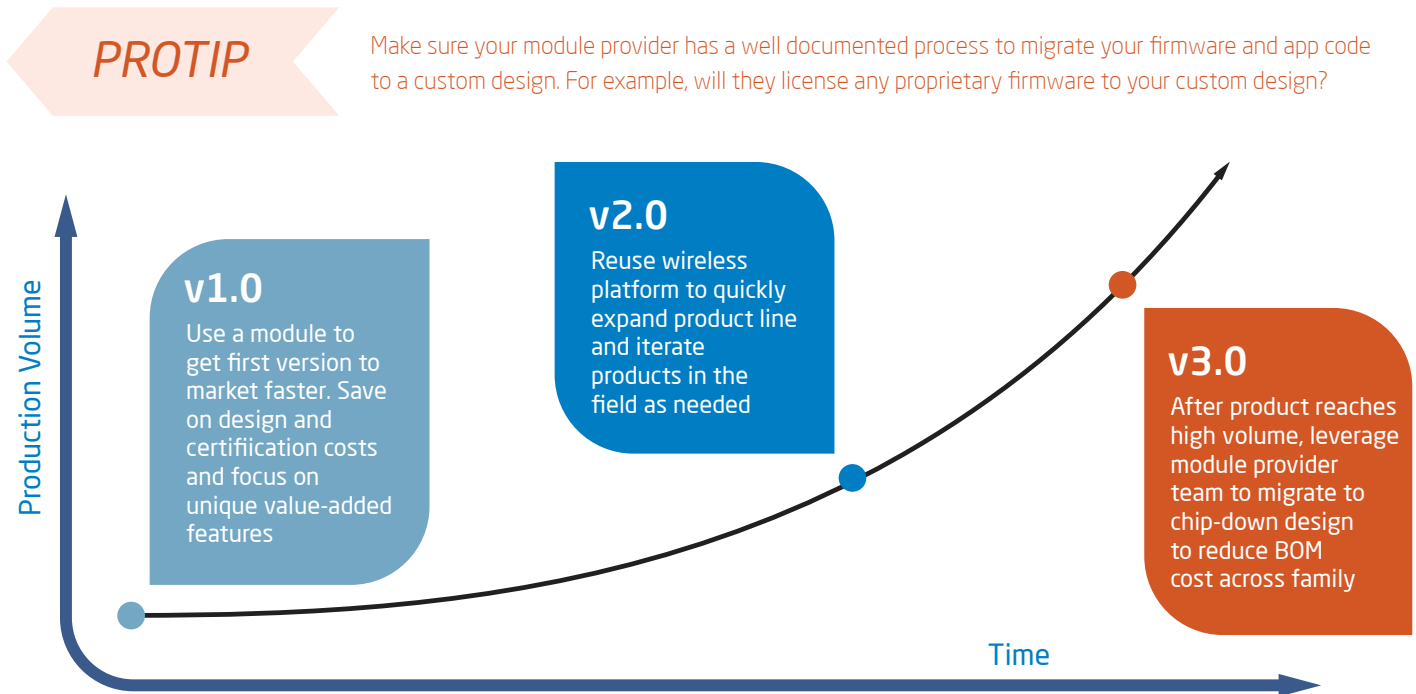 PROTIP
Make sure your module provider has a well documented process to migrate your firmware and app code
to a custom design. For example, will they license any proprietary firmware to your custom design?
Production Volume
v1.0
Use a module to
get first version to
market faster. Save
on design and
certifiication costs
and focus on
unique value-added
features
v2.0
Reuse wireless
platform to quickly
expand product line
and iterate
products in the
field as needed
v3.0
After product reaches
high volume, leverage
module provider
team to migrate to
chip-down design
to reduce BOM
cost across family
Time